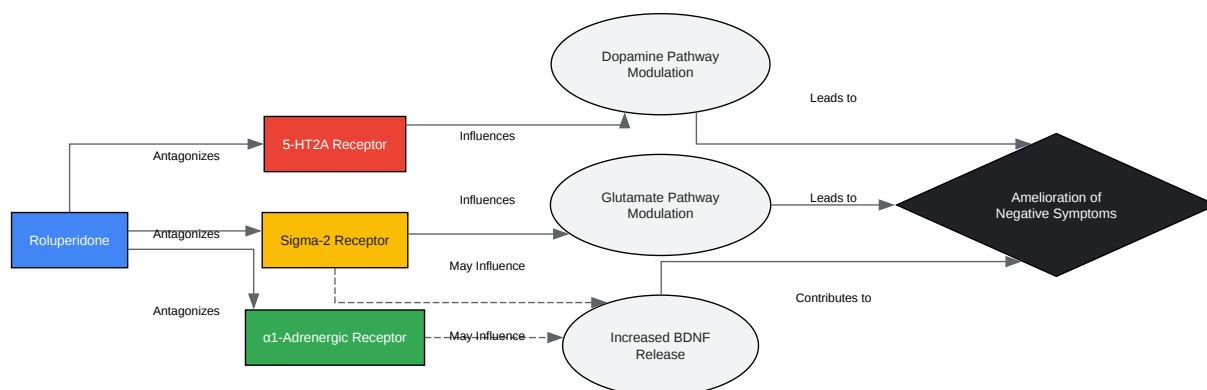 Dopamine Pathway
Modulation
Leads to
5-HT2A Receptor
Influences
Antagonizes
Glutamate Pathway
Modulation
Influences
Leads to
Amelioration of
Negative Symptoms
Roluperidone
Antagonizes
Sigma-2 Receptor
May Influence
Contributes to
Antagonizes
α1-Adrenergic Receptor
May Influence
Increased BDNF
Release